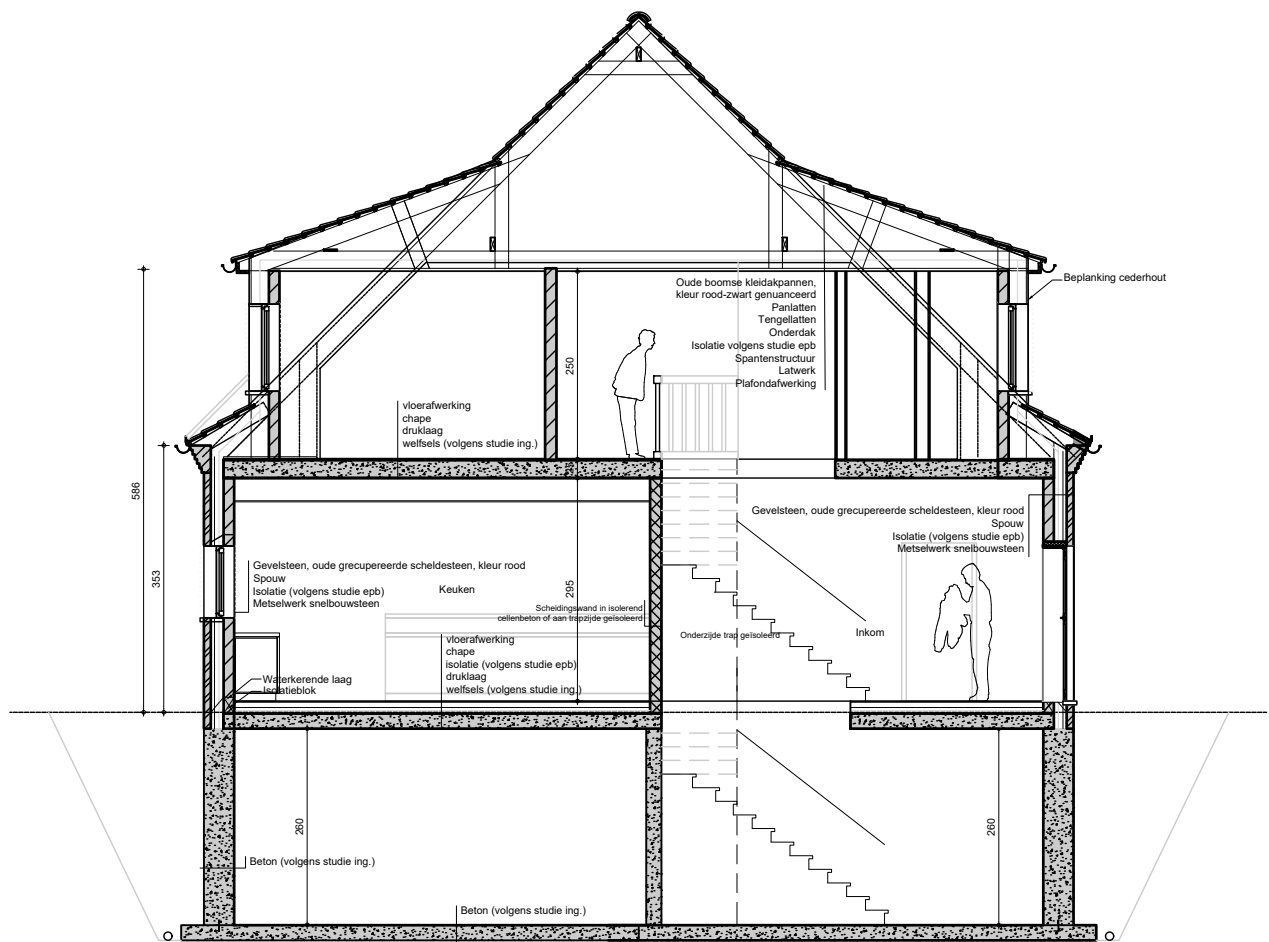 Beplanking cederhout
Oude boomse kleidakpannen,
kleur rood-zwart genuanceerd
Panlatten
Tengellatten
Onderdak
Isolatie volgens studie epb
Spantenstructuur
Latwerk
Plafondafwerking
250
vloerafwerking
chape
druklaag
welfsels (volgens studie ing.)
586
353
Gevelsteen, oude grecupereerde scheldesteen, kleur rood
Spouw
Isolatie (volgens studie epb)
Metselwerk snelbouwsteen
Gevelsteen, oude grecupereerde scheldesteen, kleur rood
Spouw
Isolatie (volgens studie epb)
Metselwerk snelbouwsteen
Keuken
295
Scheidingswand in isolerend
cellenbeton of aan trapzijde geïsoleerd
Onderzijde trap geïsoleerd
Inkom
vloerafwerking
chape
isolatie (volgens studie epb)
druklaag
welfsels (volgens studie ing.)
Waterkerende laag
Isolatieblok
260
260
Beton (volgens studie ing.)
Beton (volgens studie ing.)